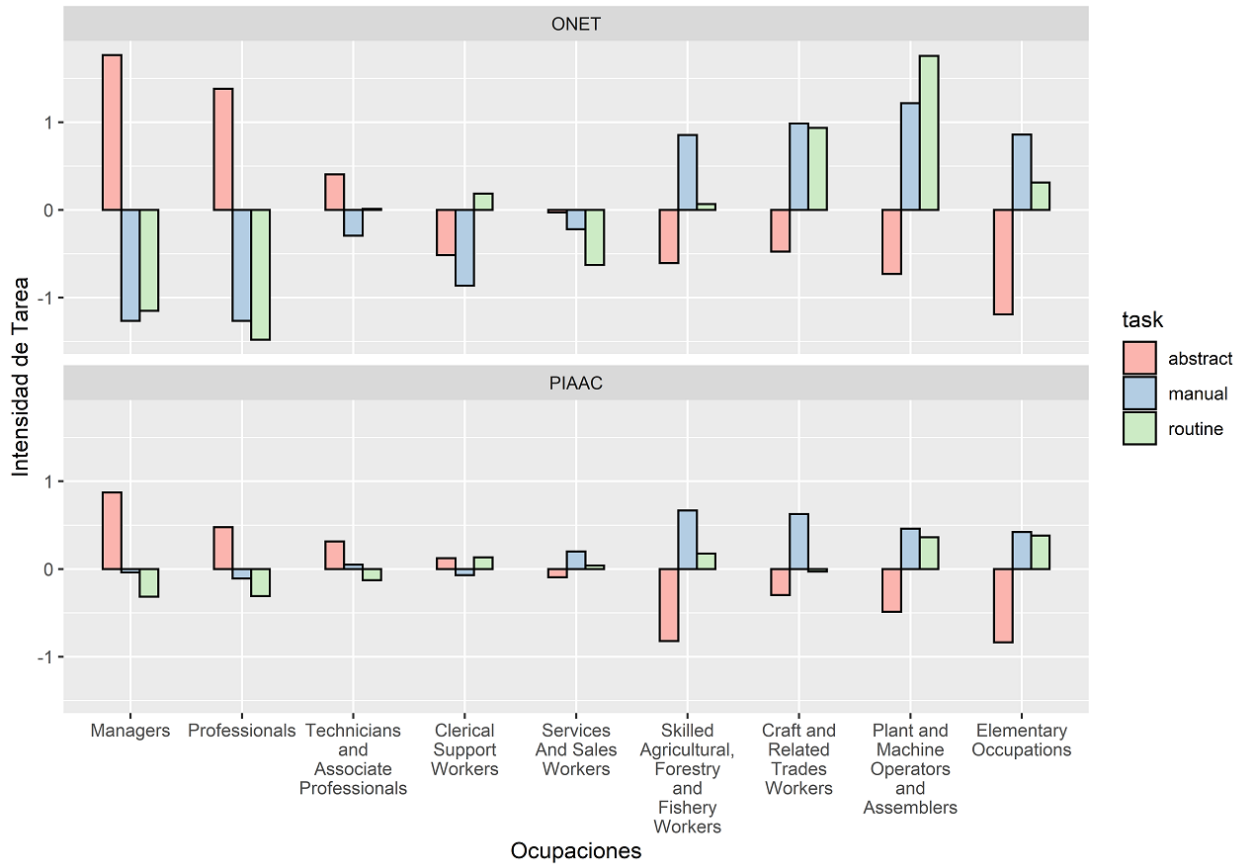 ONET
1
0
-1
PIAAC
1
0
-1
Intensidad de Tarea
Managers
Professionals
Technicians
and
Associate
Professionals
Clerical
Support
Workers
Services
And Sales
Workers
Skilled
Agricultural,
Forestry
and
Fishery
Workers
Craft and
Related
Trades
Workers
Plant and
Machine
Operators
and
Assemblers
Elementary
Occupations
Ocupaciones
task
abstract
manual
routine